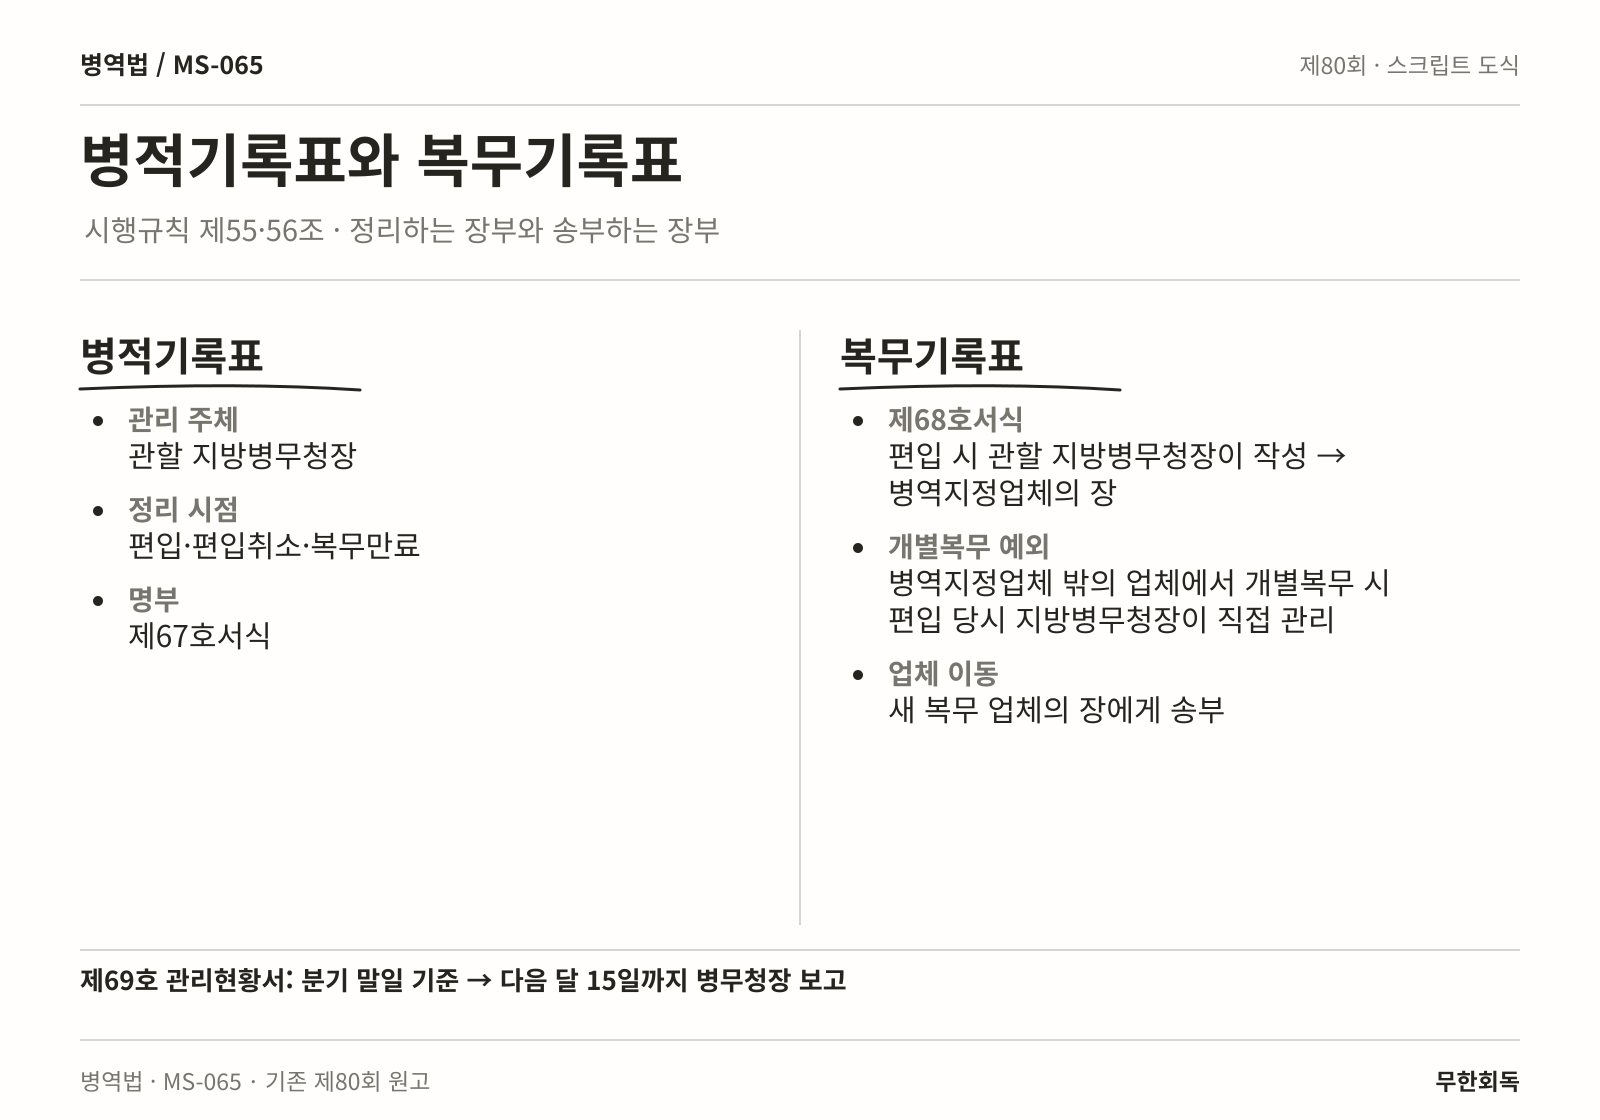 병역법 / MS-065
제80회 · 스크립트 도식
병적기록표와 복무기록표
시행규칙 제55·56조 · 정리하는 장부와 송부하는 장부
병적기록표
• 관리 주체
관할 지방병무청장
• 정리 시점
편입·편입취소·복무만료
• 명부
제67호서식
복무기록표
• 제68호서식
편입 시 관할 지방병무청장이 작성 →
병역지정업체의 장
• 개별복무 예외
병역지정업체 밖의 업체에서 개별복무 시
편입 당시 지방병무청장이 직접 관리
• 업체 이동
새 복무 업체의 장에게 송부
제69호 관리현황서: 분기 말일 기준 → 다음 달 15일까지 병무청장 보고
병역법 · MS-065 · 기존 제80회 원고
무한회독